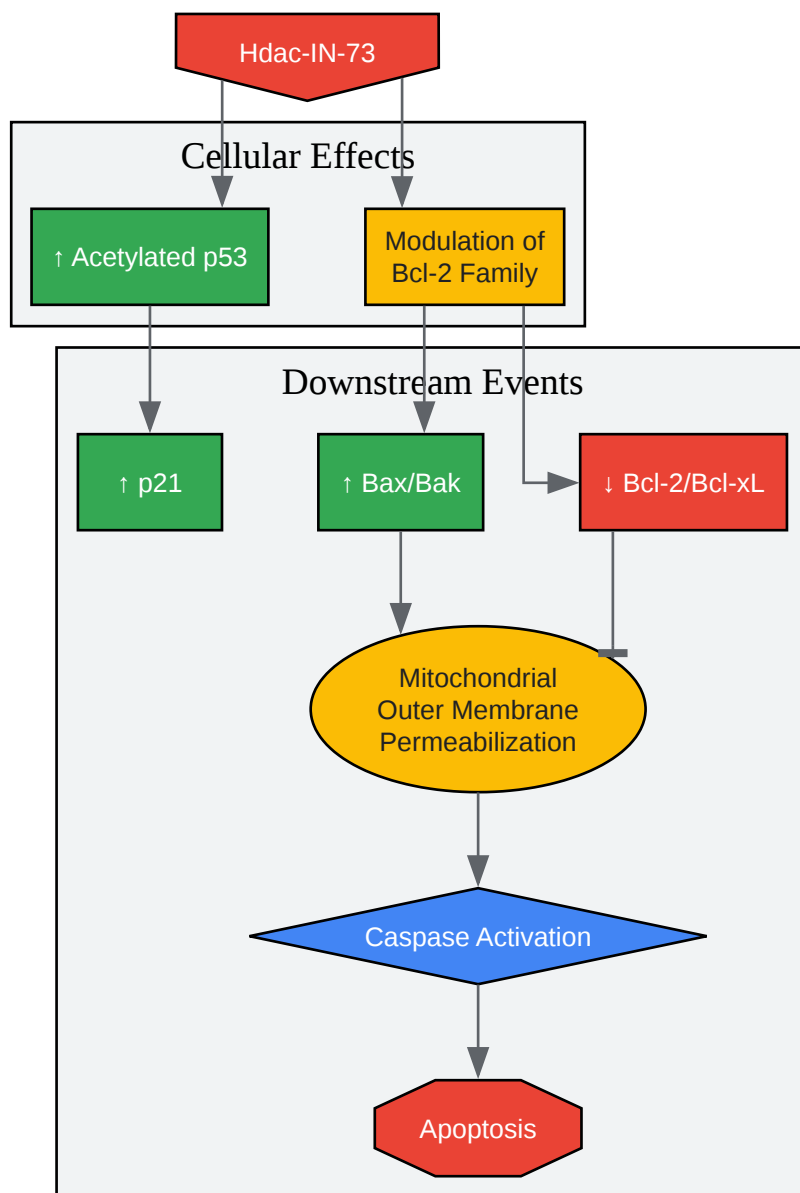 Hdac-IN-73
Cellular Effects
↑ Acetylated p53
Modulation of
Bcl-2 Family
Downstream Events
↑ p21
↑ Bax/Bak
↓ Bcl-2/Bcl-xL
Mitochondrial
Outer Membrane
Permeabilization
Caspase Activation
Apoptosis